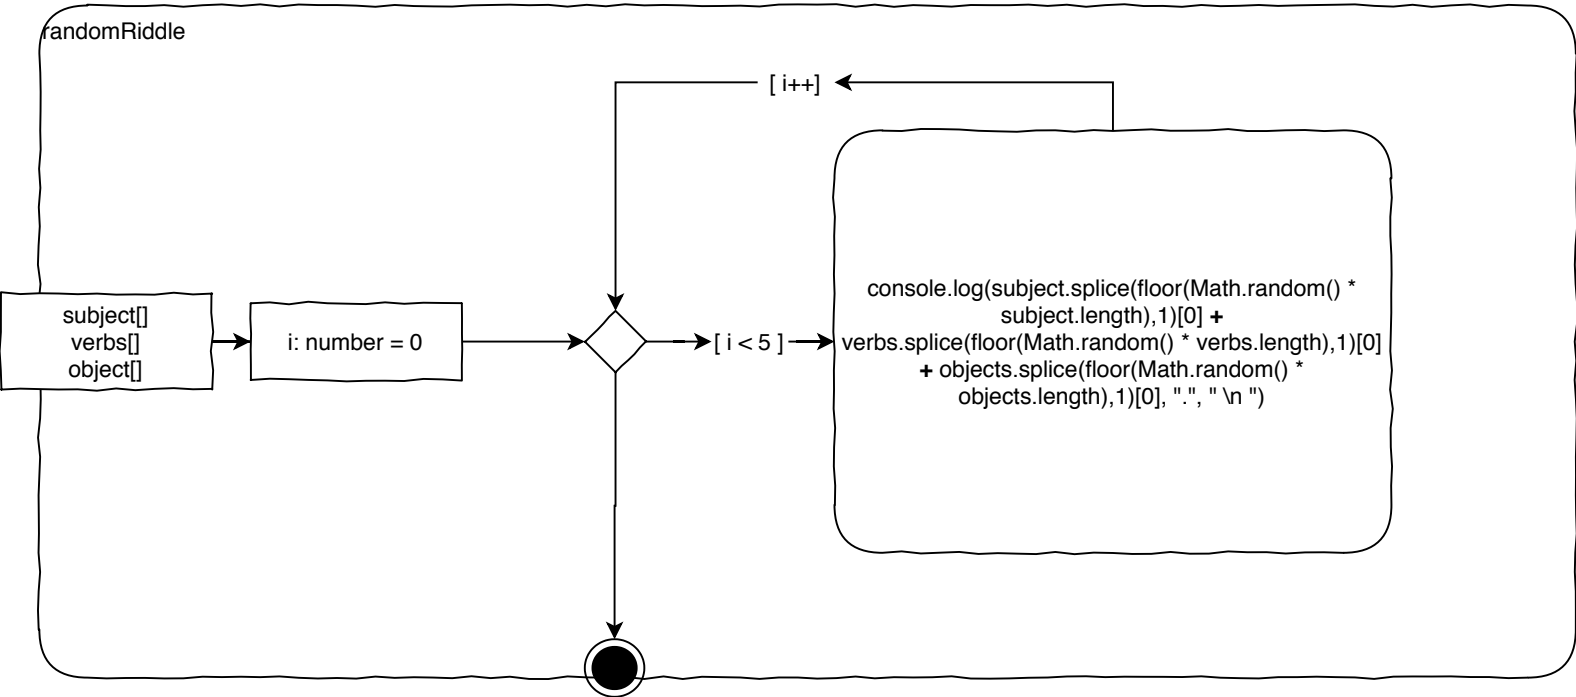 randomRiddle
[ i++]
subject[]
verbs[]
object[]
i: number = 0
[ i < 5 ]
console.log(subject.splice(floor(Math.random() *
subject.length),1)[0] +
verbs.splice(floor(Math.random() * verbs.length),1)[0]
+ objects.splice(floor(Math.random() *
objects.length),1)[0], ".", " \n ")